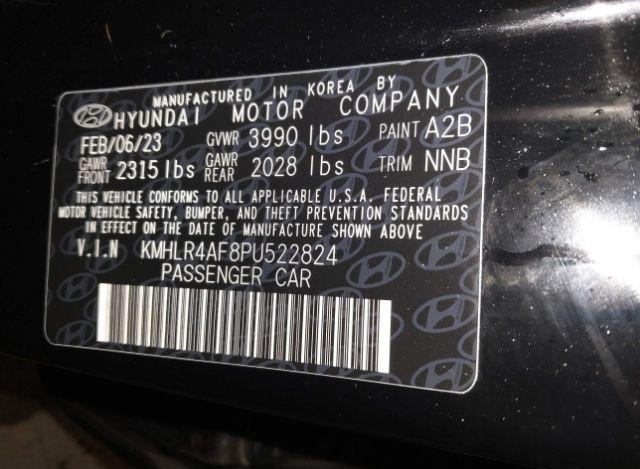 MANUFACTURED IN KOREA BY
HYUNDAI MOTOR COMPANY
FEB/06/23 GVWR 3990 lbs PAINT A2B
GAWR FRONT 2315 lbs GAWR REAR 2028 lbs TRIM NNB
THIS VEHICLE CONFORMS TO ALL APPLICABLE U.S.A. FEDERAL
MOTOR VEHICLE SAFETY, BUMPER, AND THEFT PREVENTION STANDARDS
IN EFFECT ON THE DATE OF MANUFACTURE SHOWN ABOVE
V.I.N KMHLR4AF8PU522824
PASSENGER CAR